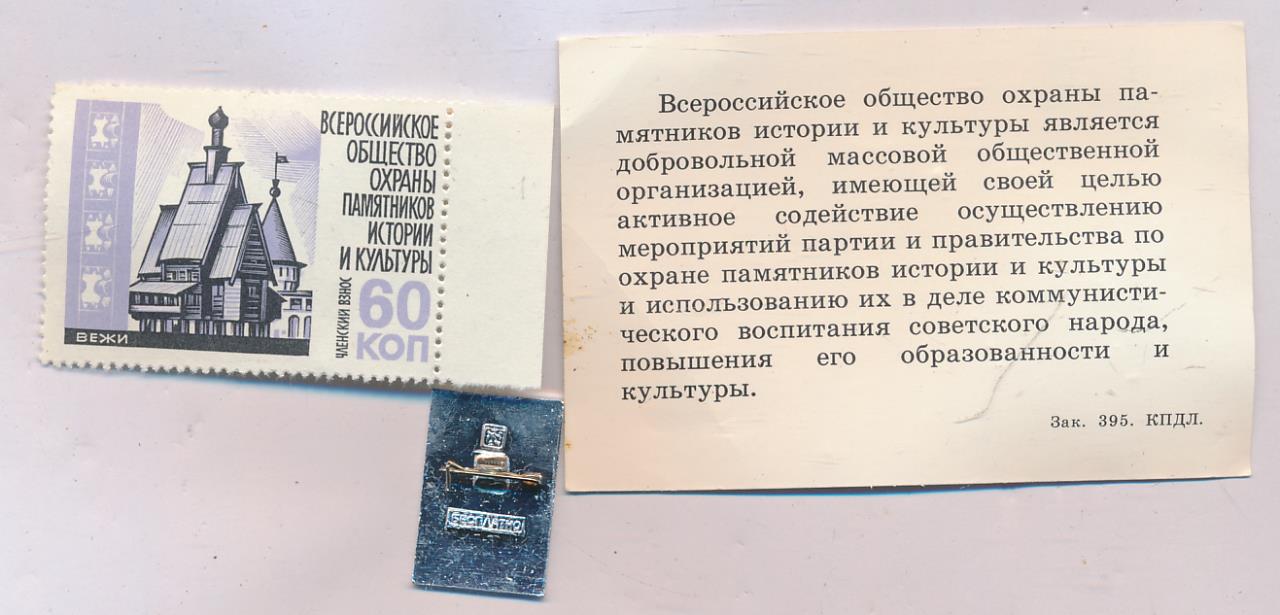 ВСЕРОССИЙСКОЕ
ОБЩЕСТВО
ОХРАНЫ
ПАМЯТНИКОВ
ИСТОРИИ
И КУЛЬТУРЫ
ЧЛЕНСКИЙ ВЗНОС
60
КОП
ВЕЖИ
БЕСПЛАТНО
Всероссийское общество охраны па-
мятников истории и культуры является
добровольной массовой общественной
организацией, имеющей своей целью
активное содействие осуществлению
мероприятий партии и правительства по
охране памятников истории и культуры
и использованию их в деле коммунисти-
ческого воспитания советского народа,
повышения его образованности и
культуры.
Зак. 395. КПДЛ.